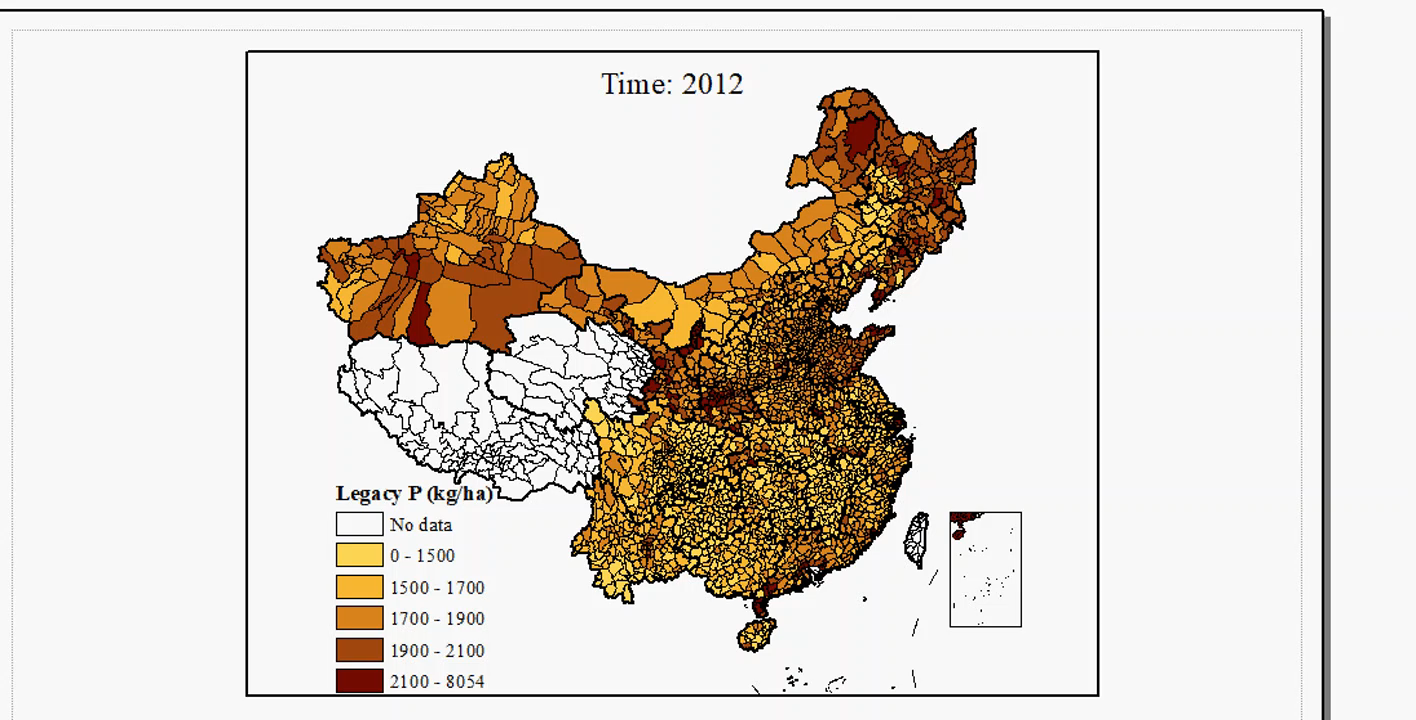 Time: 2012
Legacy P (kg/ha)
No data
0 - 1500
1500 - 1700
1700 - 1900
1900 - 2100
2100 - 8054